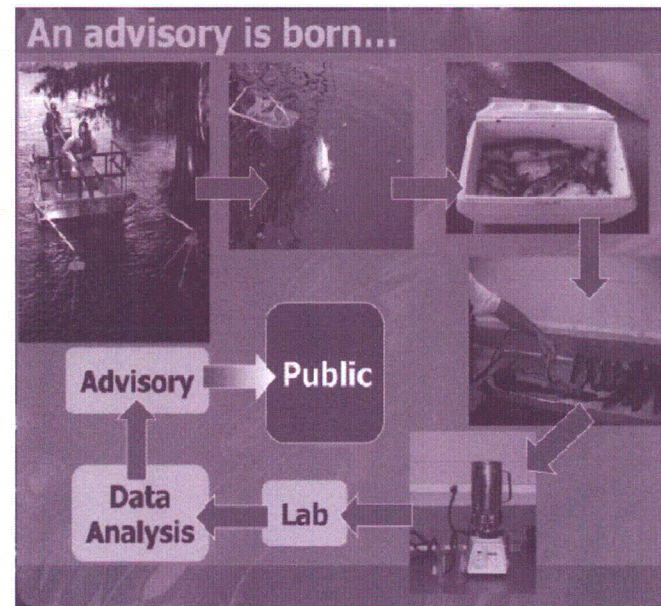 An advisory is born...
Advisory
Public
Data
Analysis
Lab